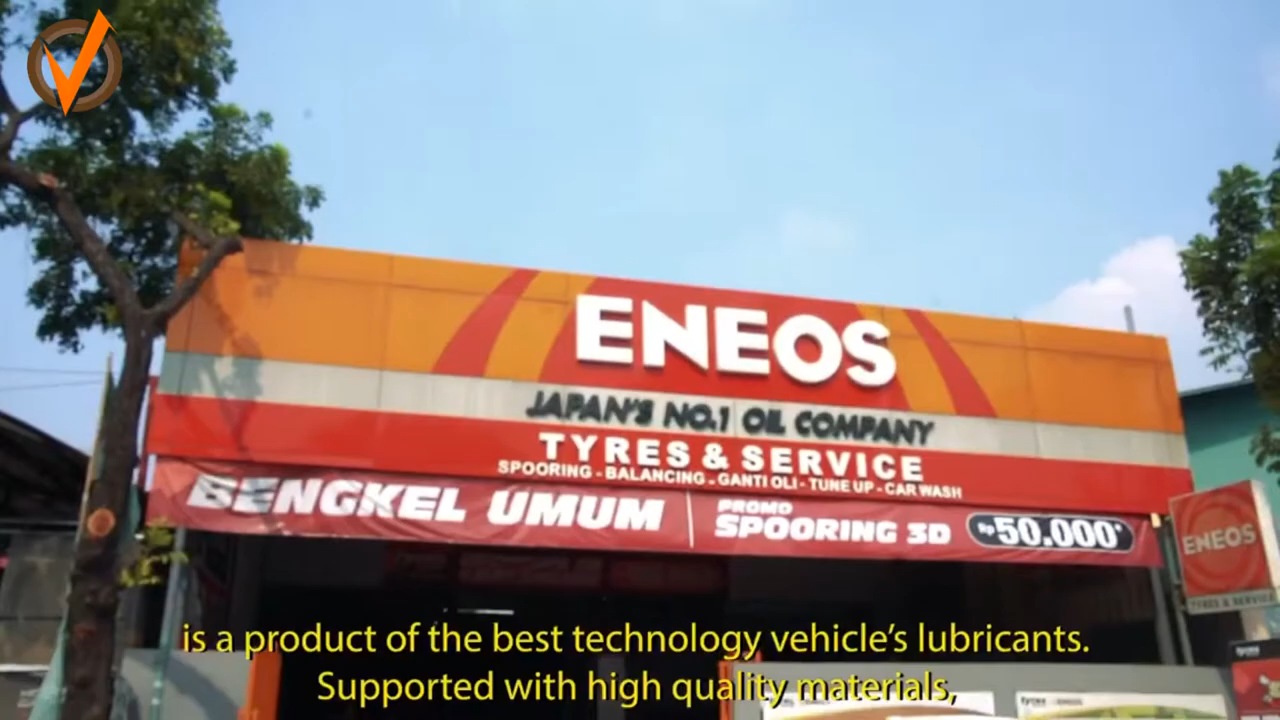 ENEOS
JAPAN'S NO.1 OIL COMPANY
TYRES & SERVICE
SPOORING - BALANCING - GANTI OLI - TUNE UP - CAR WASH
BENGKEL UMUM
PROMO
SPOORING 3D
Rp50.000*
ENEOS
TYRES & SERVICE
is a product of the best technology vehicle's lubricants.
Supported with high quality materials,